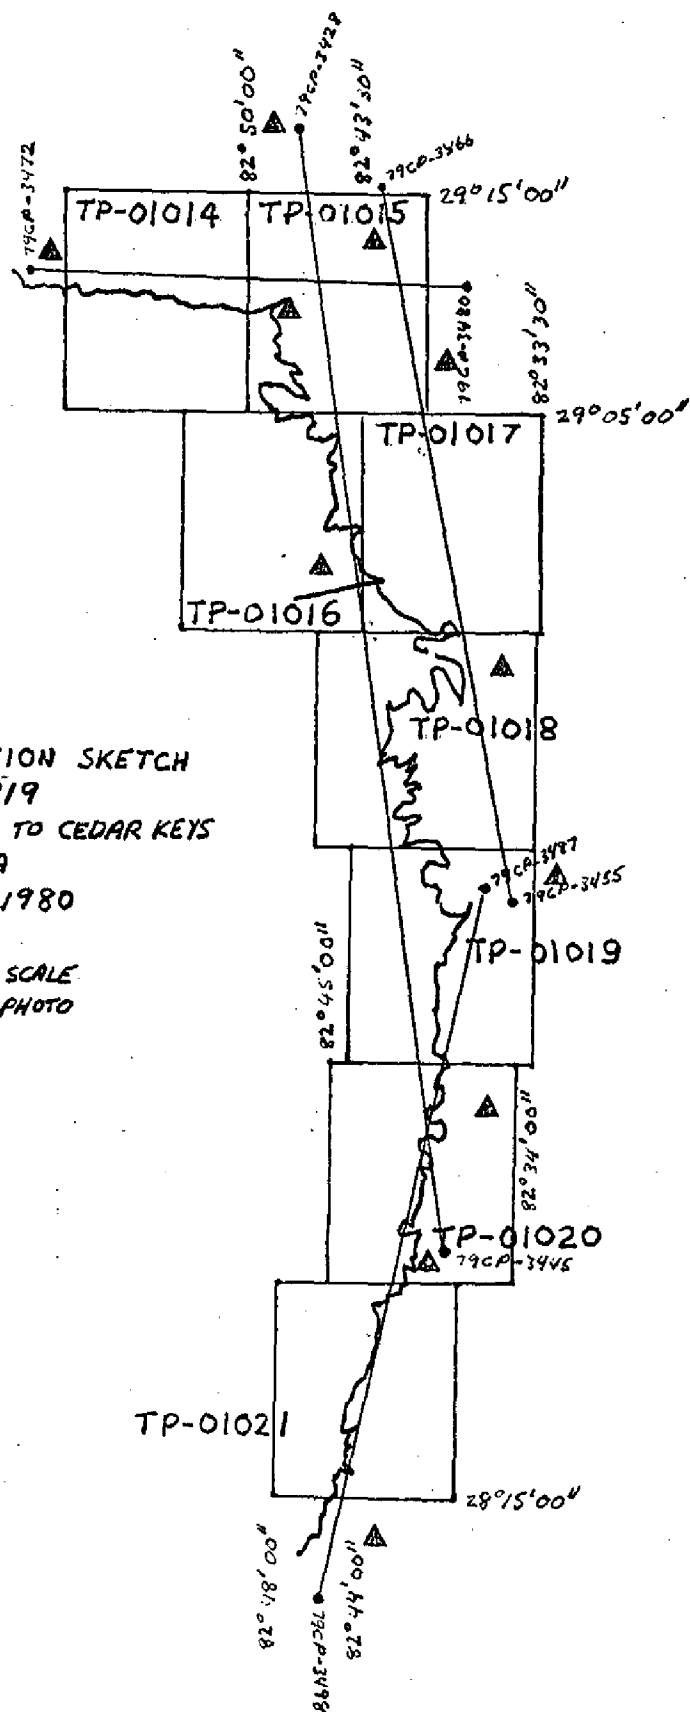 79CP-3428
82°50'00"
82°43'30"
79CP-3466
79CP-3472
29°15'00"
TP-01014
TP-01015
79CP-3480
82°33'30"
29°05'00"
TP-01017
TP-01016
TP-01018
ION SKETCH
19
TO CEDAR KEYS
A
1980
SCALE
PHOTO
79CP-3487
79CP-3455
TP-01019
82°45'00"
82°34'00"
TP-01020
79CP-3445
TP-01021
28°15'00"
82°48'00"
82°44'00"
79CP-3498